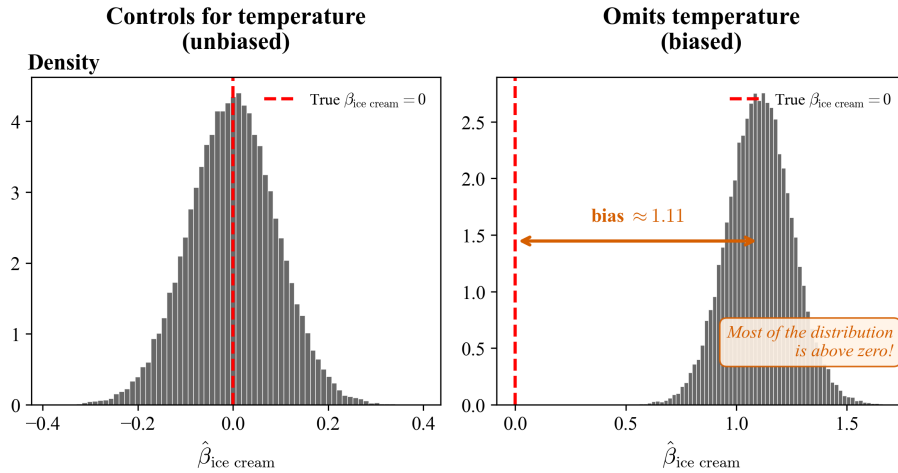 Controls for temperature
(unbiased)
Density
True β_ice cream = 0
4
3
2
1
0
−0.4
−0.2
0.0
0.2
0.4
β̂_ice cream
Omits temperature
(biased)
True β_ice cream = 0
bias ≈ 1.11
Most of the distribution
is above zero!
2.5
2.0
1.5
1.0
0.5
0.0
0.0
0.5
1.0
1.5
β̂_ice cream